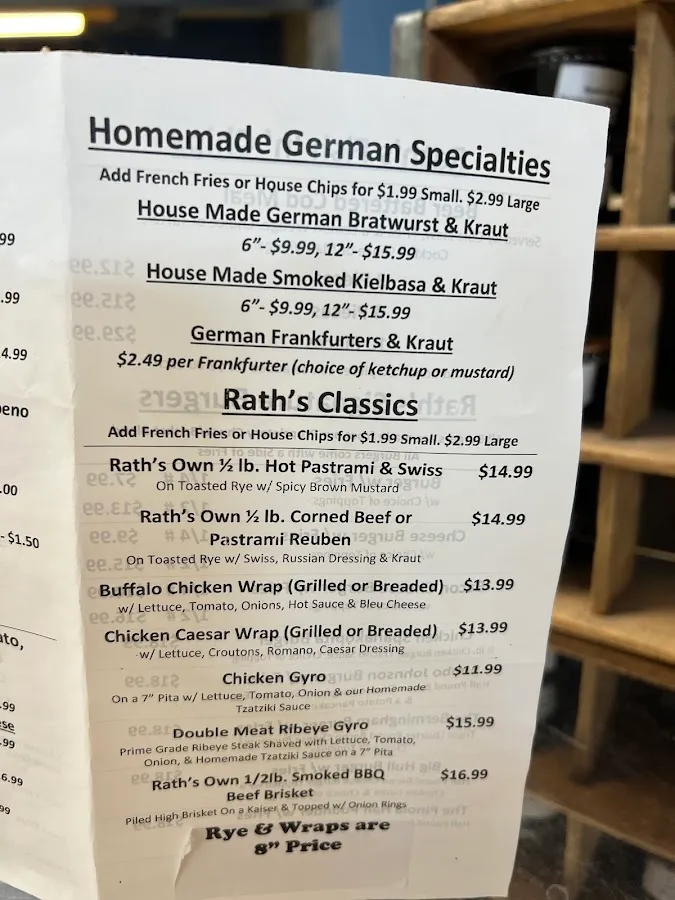 Homemade German Specialties
Add French Fries or House Chips for $1.99 Small. $2.99 Large
House Made German Bratwurst & Kraut
6”- $9.99, 12”- $15.99
House Made Smoked Kielbasa & Kraut
6”- $9.99, 12”- $15.99
German Frankfurters & Kraut
$2.49 per Frankfurter (choice of ketchup or mustard)
Rath’s Classics
Add French Fries or House Chips for $1.99 Small. $2.99 Large
Rath’s Own ½ lb. Hot Pastrami & Swiss $14.99
On Toasted Rye w/ Spicy Brown Mustard
Rath’s Own ½ lb. Corned Beef or $14.99
Pastrami Reuben
On Toasted Rye w/ Swiss, Russian Dressing & Kraut
Buffalo Chicken Wrap (Grilled or Breaded) $13.99
w/ Lettuce, Tomato, Onions, Hot Sauce & Bleu Cheese
Chicken Caesar Wrap (Grilled or Breaded) $13.99
w/ Lettuce, Croutons, Romano, Caesar Dressing
Chicken Gyro $11.99
On a 7” Pita w/ Lettuce, Tomato, Onion & our Homemade
Tzatziki Sauce
Double Meat Ribeye Gyro $15.99
Prime Grade Ribeye Steak Shaved with Lettuce, Tomato,
Onion, & Homemade Tzatziki Sauce on a 7” Pita
Rath’s Own 1/2lb. Smoked BBQ $16.99
Beef Brisket
Piled High Brisket On a Kaiser & Topped w/ Onion Rings
Rye & Wraps are
8” Price